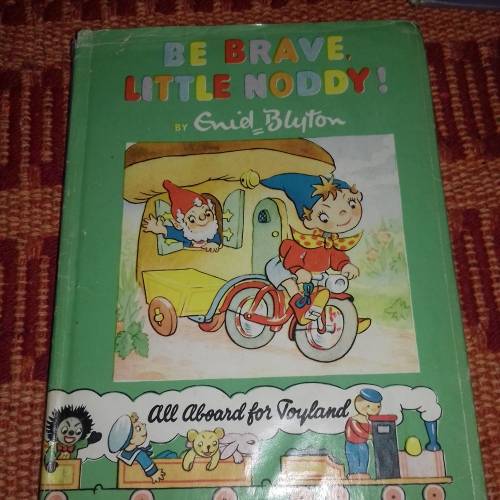 BE BRAVE,
LITTLE NODDY!
BY Enid Blyton
All Aboard for Toyland